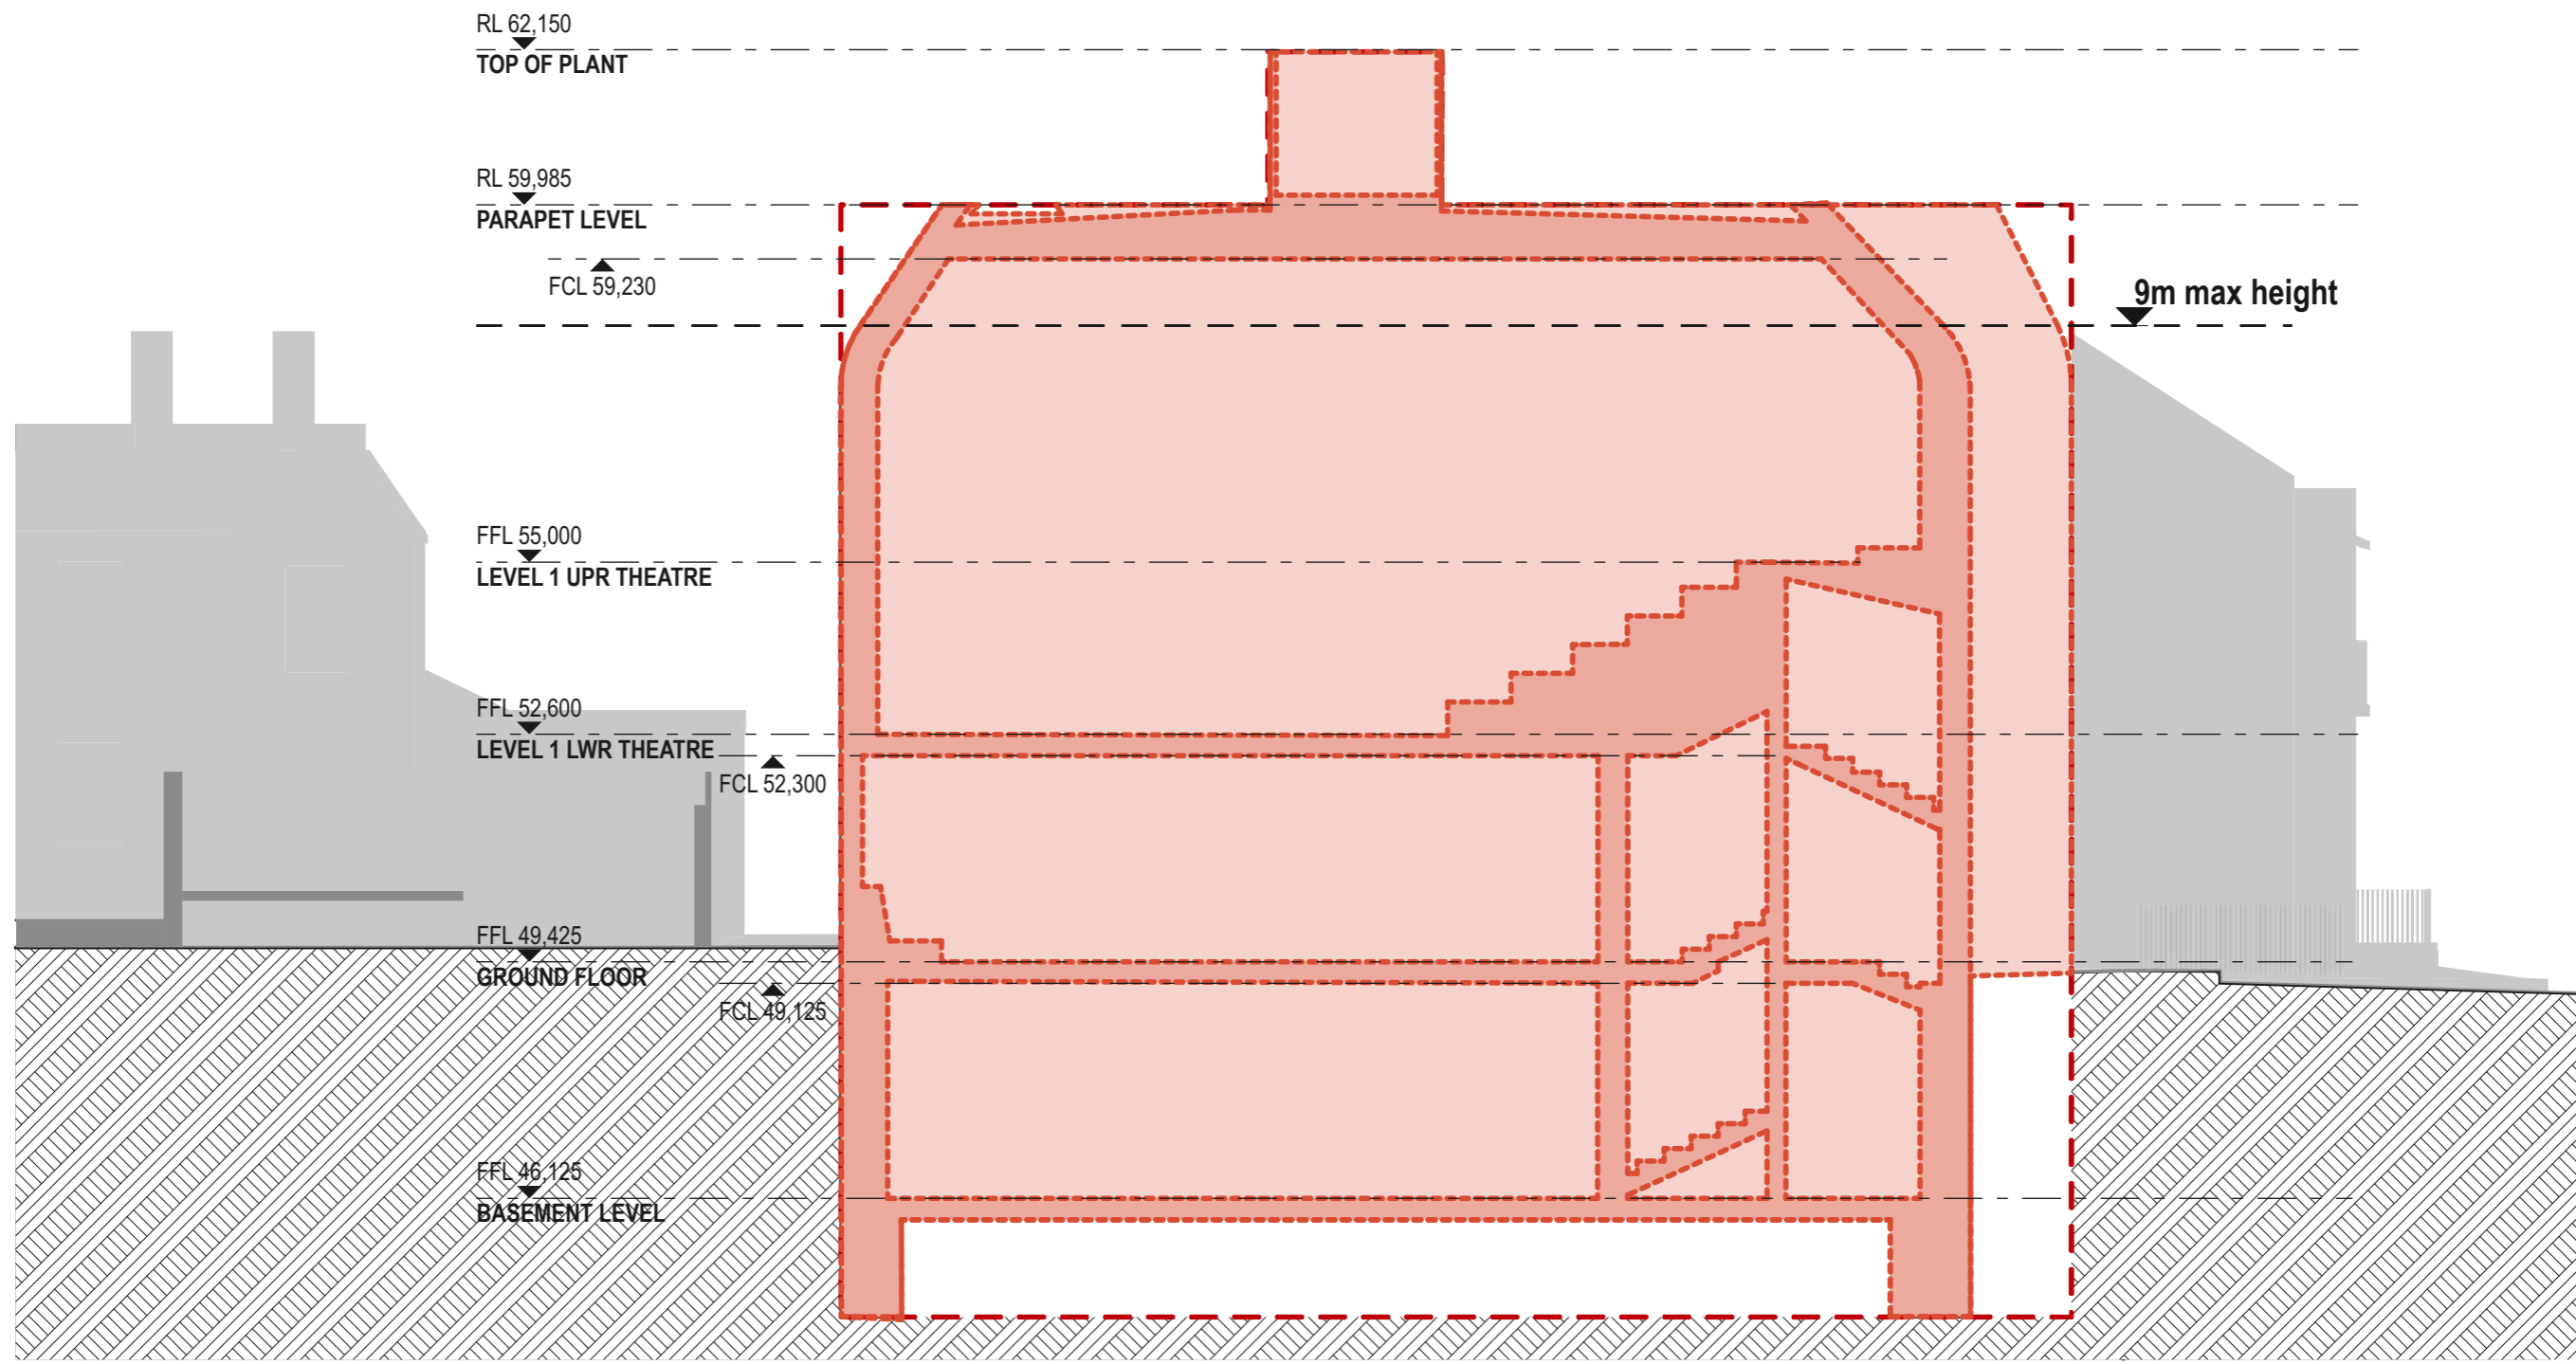 RL 62,150
TOP OF PLANT
RL 59,985
PARAPET LEVEL
FCL 59,230
9m max height
FFL 55,000
LEVEL 1 UPR THEATRE
FFL 52,600
LEVEL 1 LWR THEATRE
FCL 52,300
FFL 49,425
GROUND FLOOR
FCL 49,125
FFL 46,125
BASEMENT LEVEL